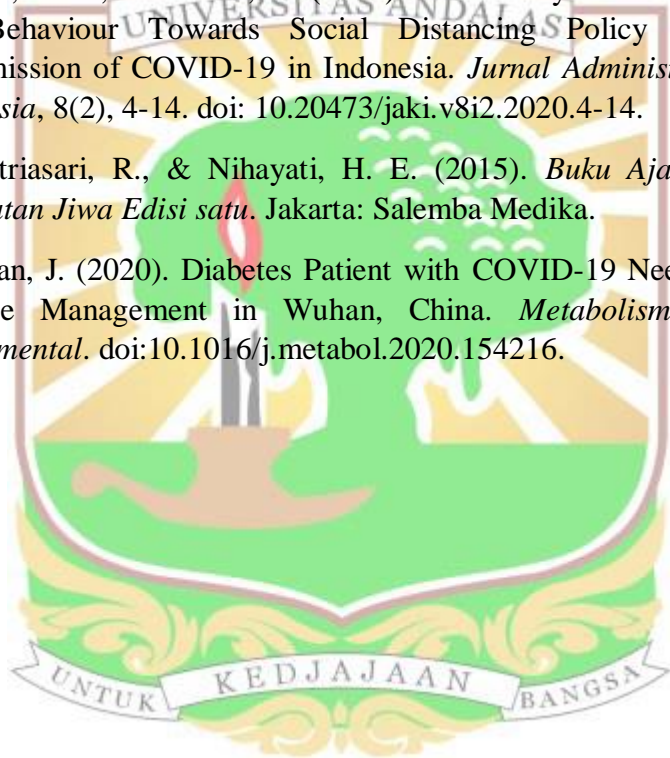 UNIVERSITAS ANDALAS
Behaviour Towards Social Distancing Policy
mission of COVID-19 in Indonesia. Jurnal Adminis
sia, 8(2), 4-14. doi: 10.20473/jaki.v8i2.2020.4-14.
triasari, R., & Nihayati, H. E. (2015). Buku Aja
atan Jiwa Edisi satu. Jakarta: Salemba Medika.
an, J. (2020). Diabetes Patient with COVID-19 Nee
e Management in Wuhan, China. Metabolism
mental. doi:10.1016/j.metabol.2020.154216.
UNTUK KEDJAJAAN BANGSA